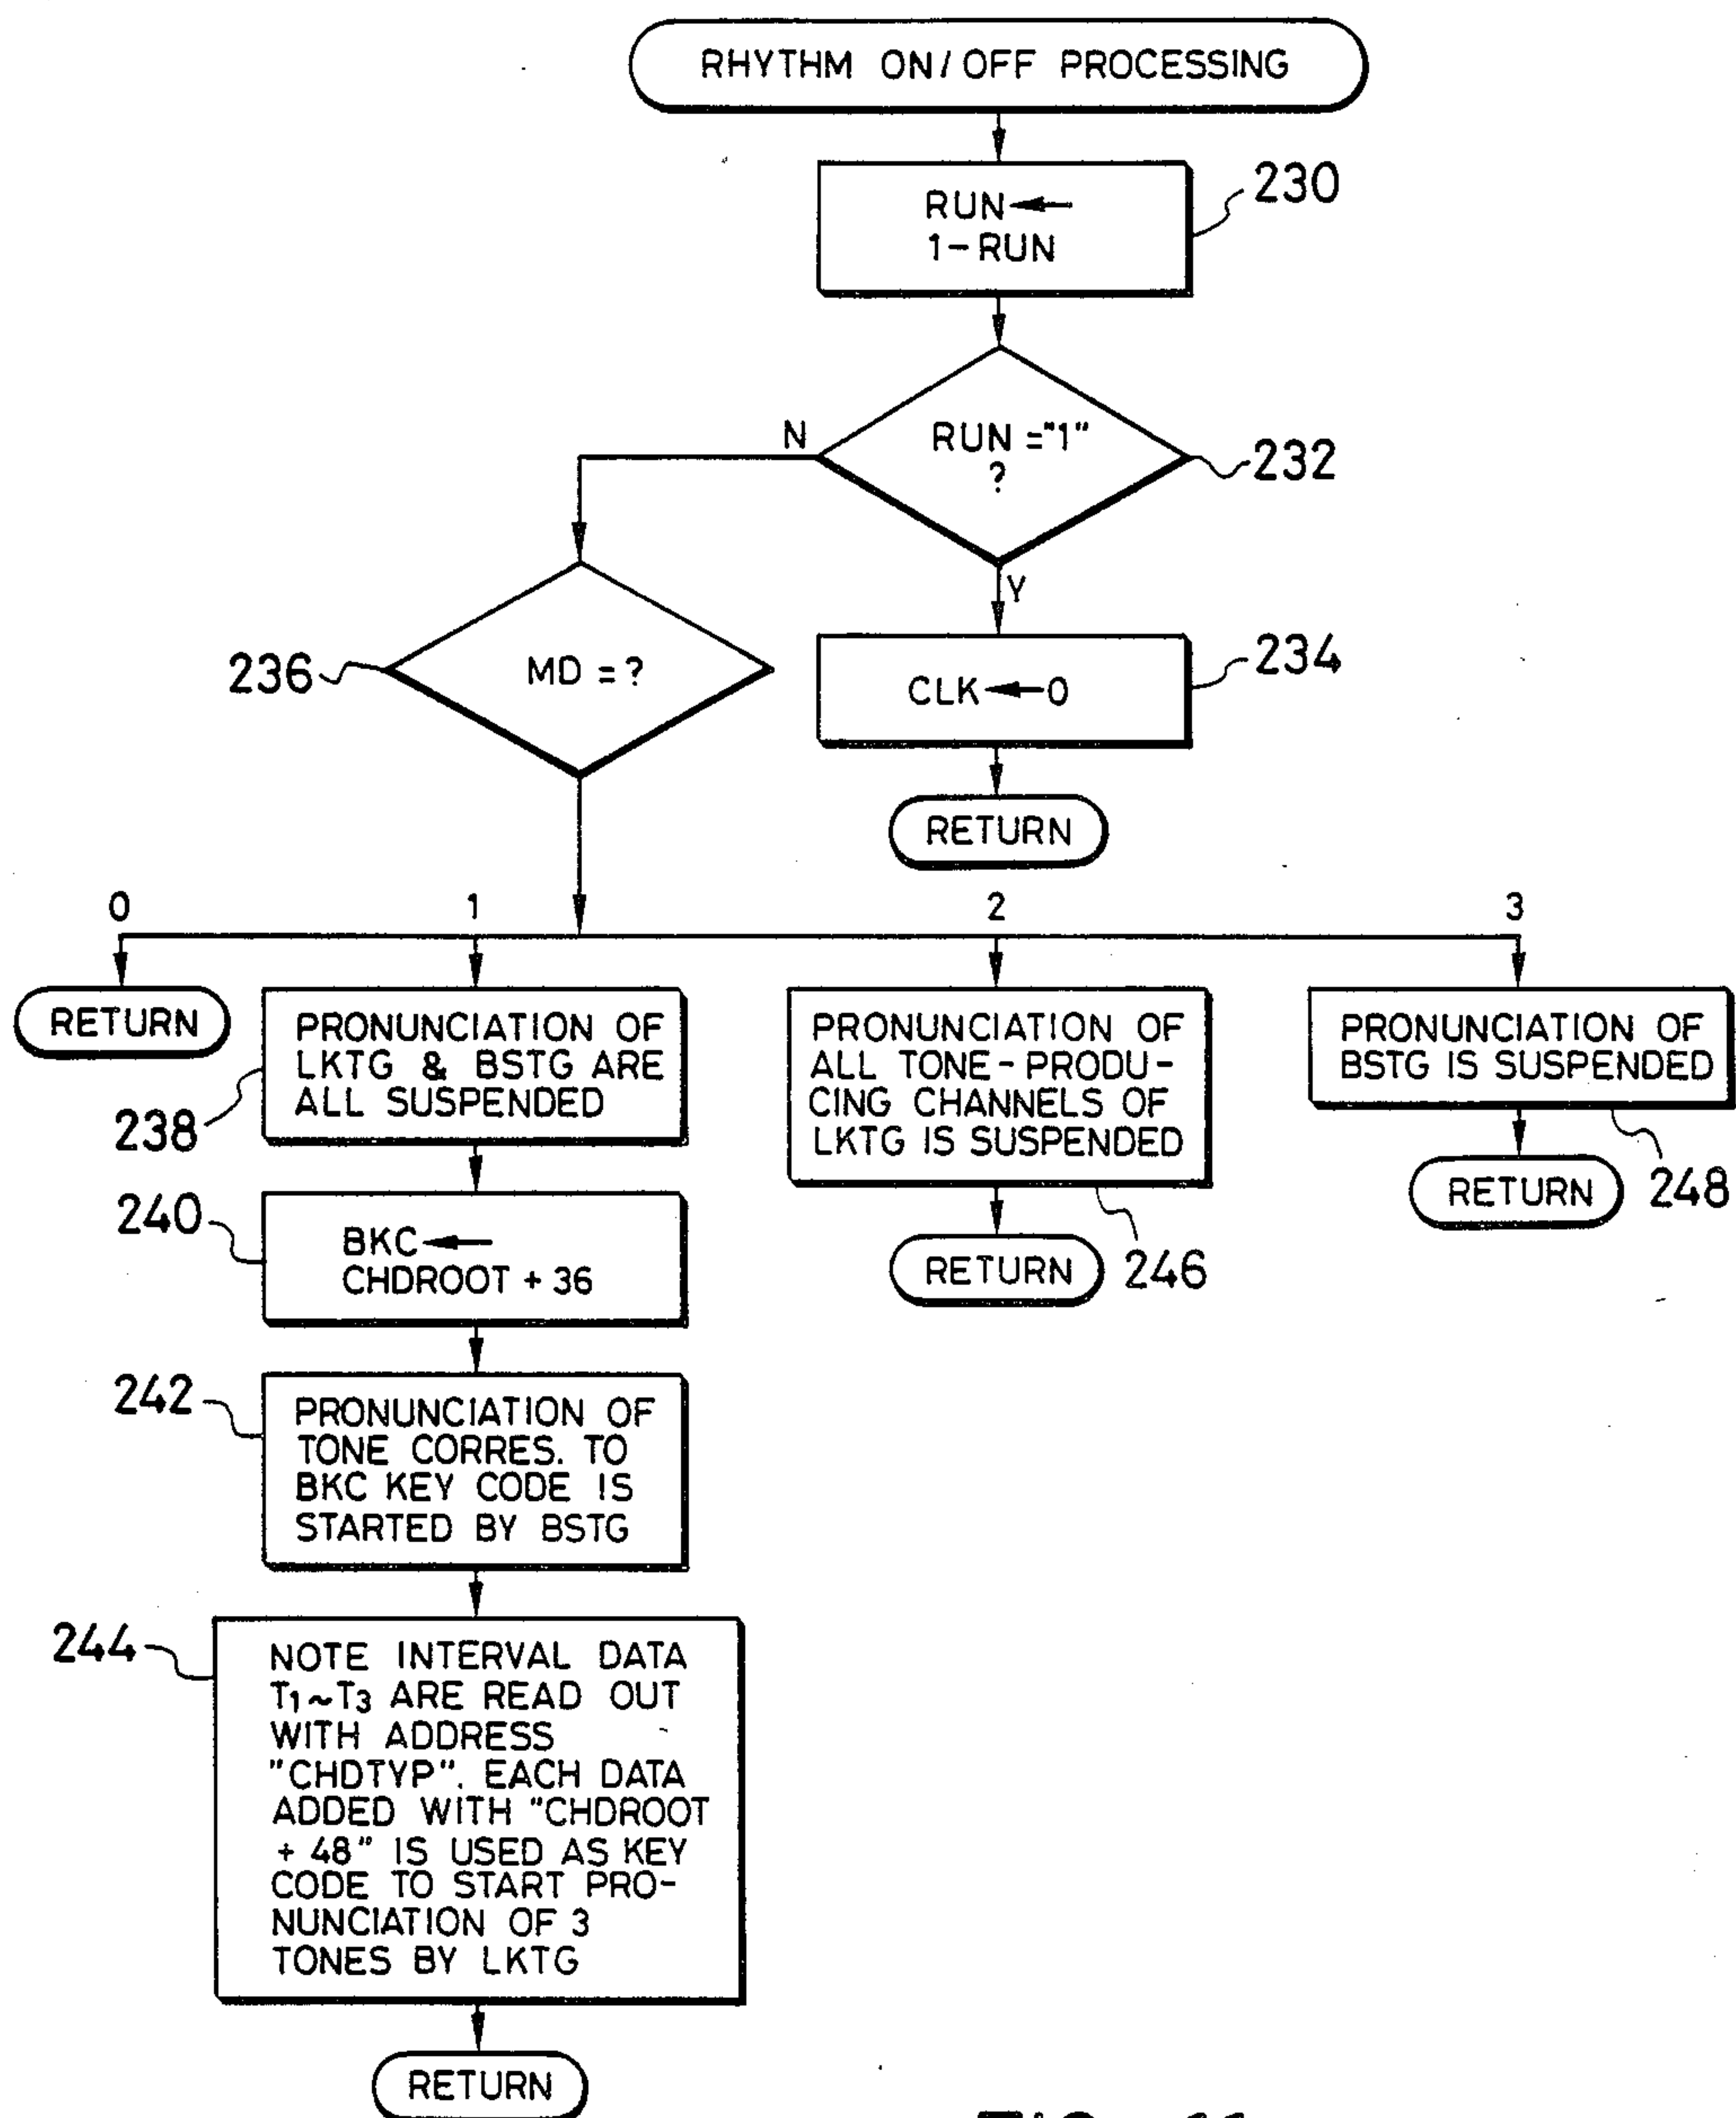 RHYTHM ON/OFF PROCESSING
RUN←
1-RUN
230
RUN="1"
?
232
N
Y
236
MD=?
CLK←0
234
RETURN
0
1
2
3
RETURN
PRONUNCIATION OF
LKTG & BSTG ARE
ALL SUSPENDED
238
PRONUNCIATION OF
ALL TONE-PRODU-
CING CHANNELS OF
LKTG IS SUSPENDED
246
RETURN
PRONUNCIATION OF
BSTG IS SUSPENDED
248
RETURN
240
BKC←
CHDROOT + 36
242
PRONUNCIATION OF
TONE CORRES. TO
BKC KEY CODE IS
STARTED BY BSTG
244
NOTE INTERVAL DATA
T1~T3 ARE READ OUT
WITH ADDRESS
"CHDTYP". EACH DATA
ADDED WITH "CHDROOT
+ 48" IS USED AS KEY
CODE TO START PRO-
NUNCIATION OF 3
TONES BY LKTG
RETURN